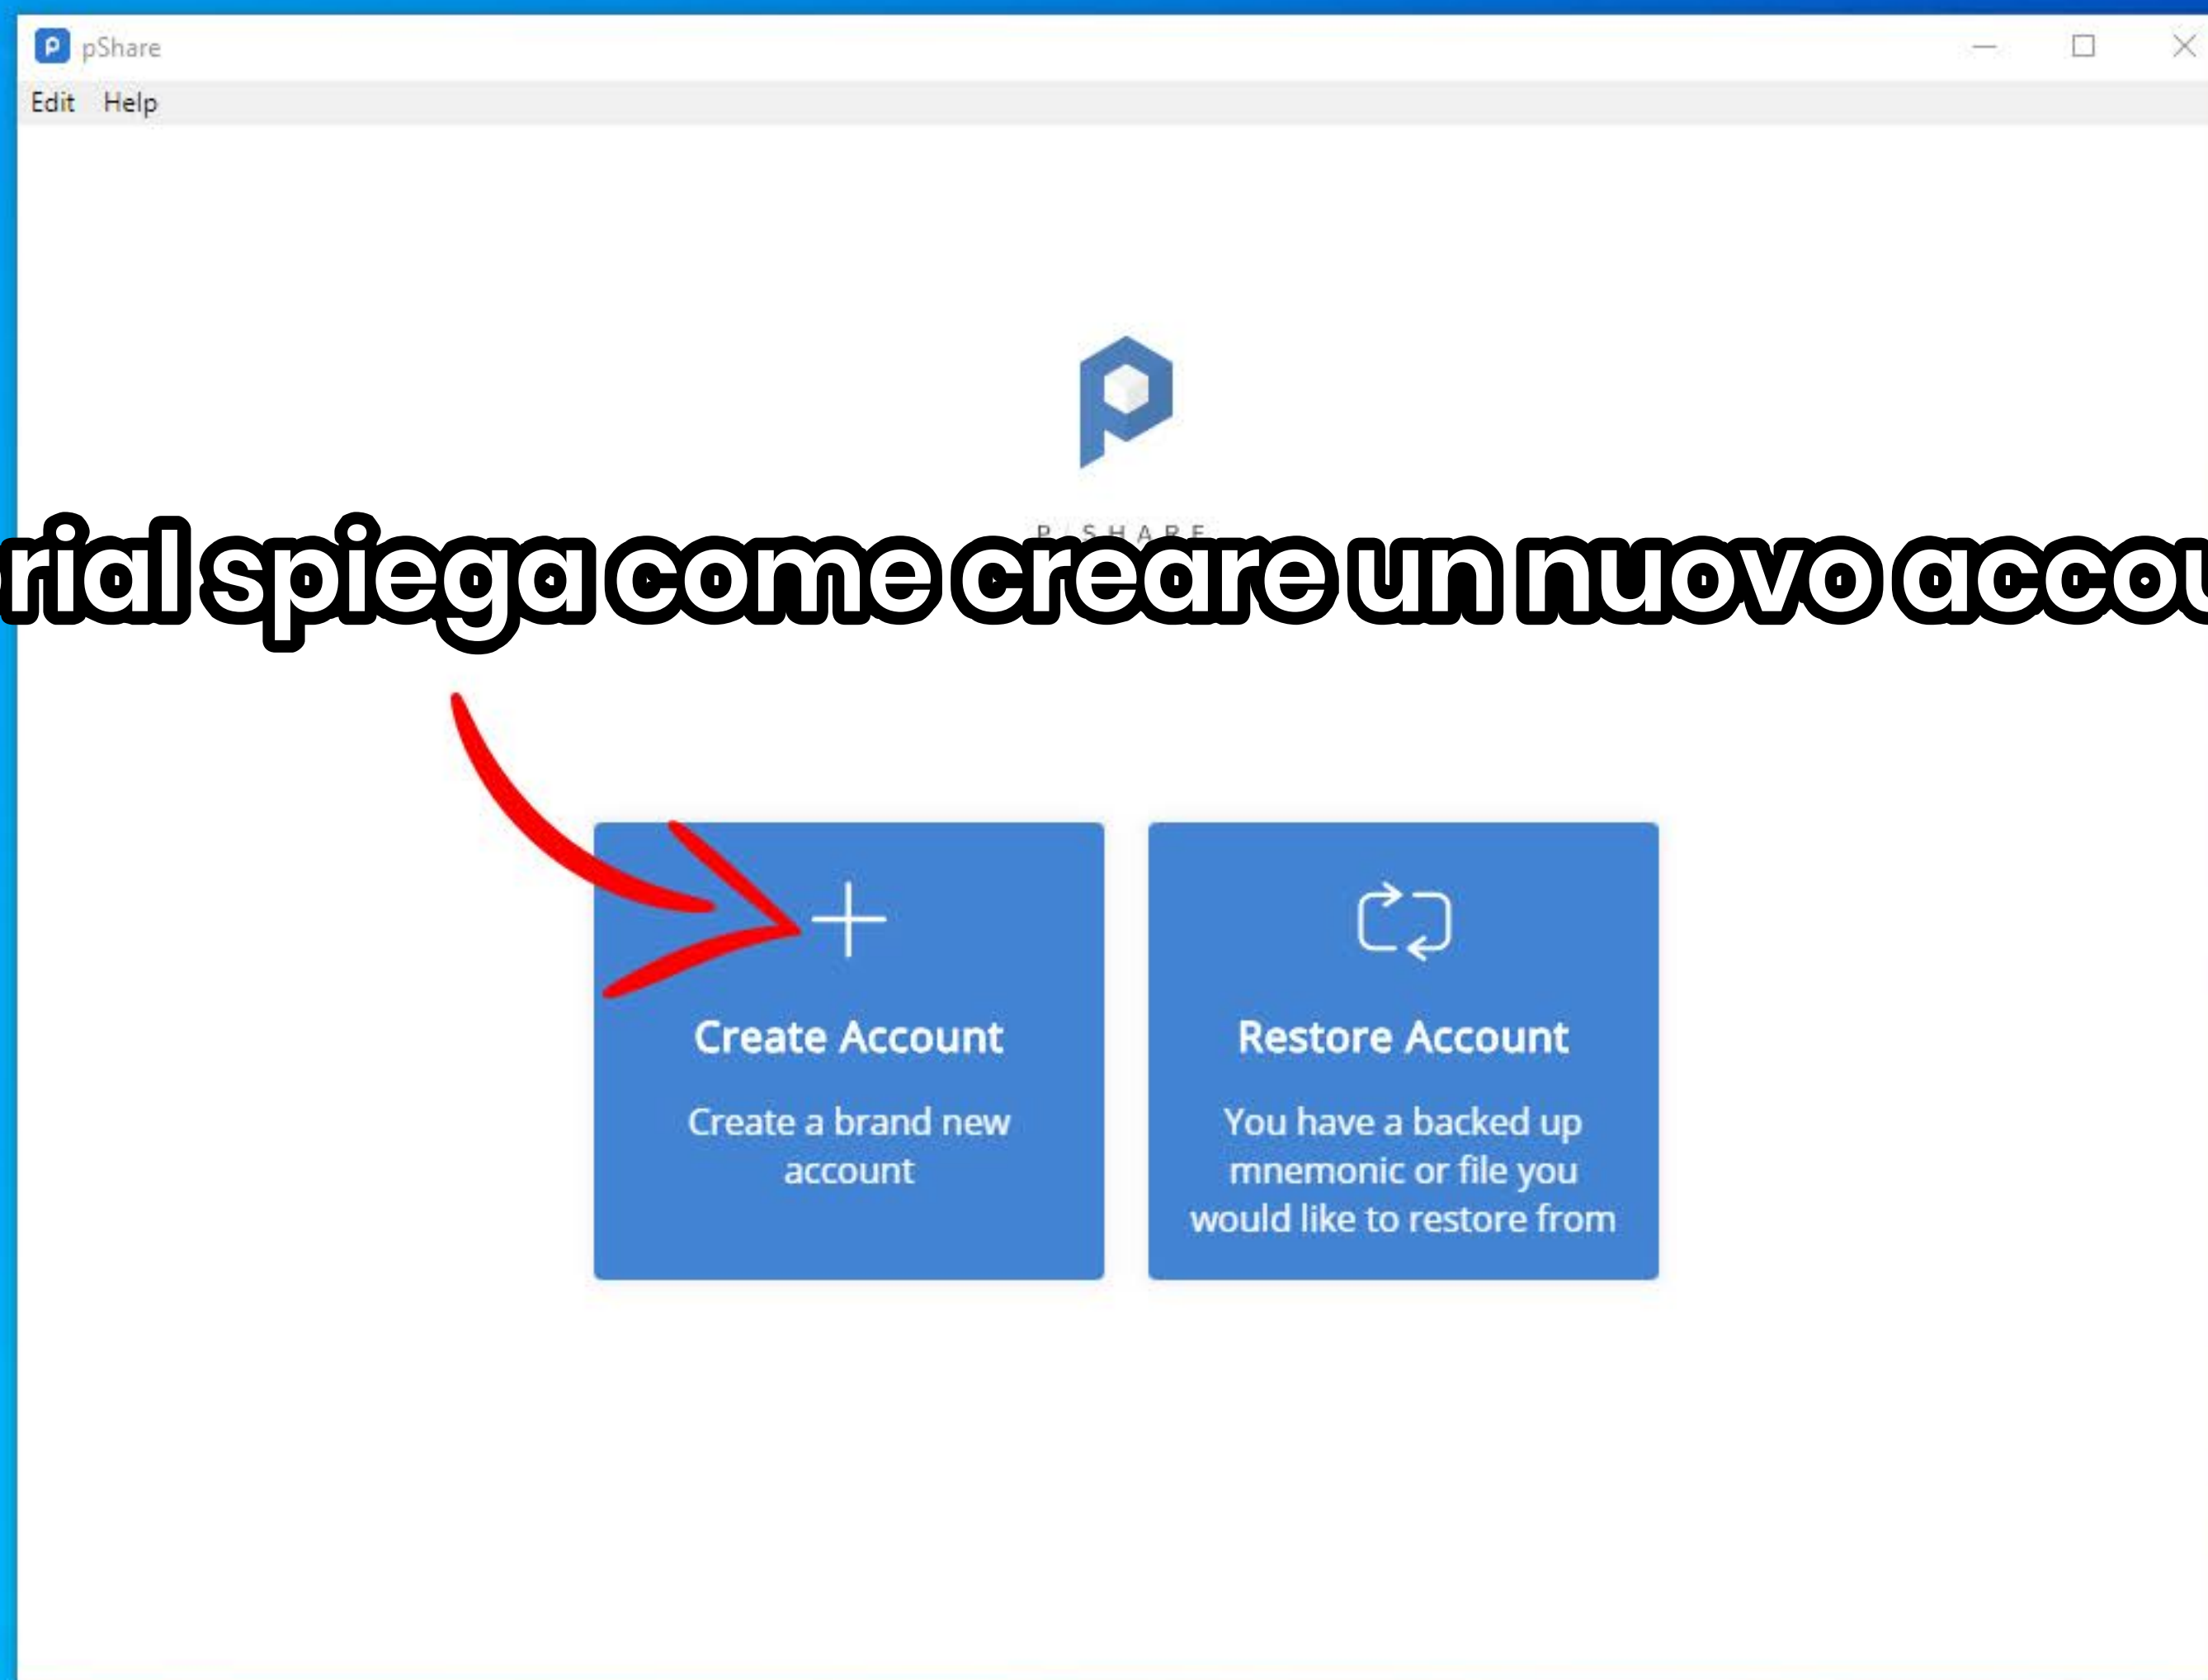 pShare
Edit Help
P/SHARE
rial spiega come creare un nuovo accou
Create Account
Create a brand new
account
Restore Account
You have a backed up
mnemonic or file you
would like to restore from